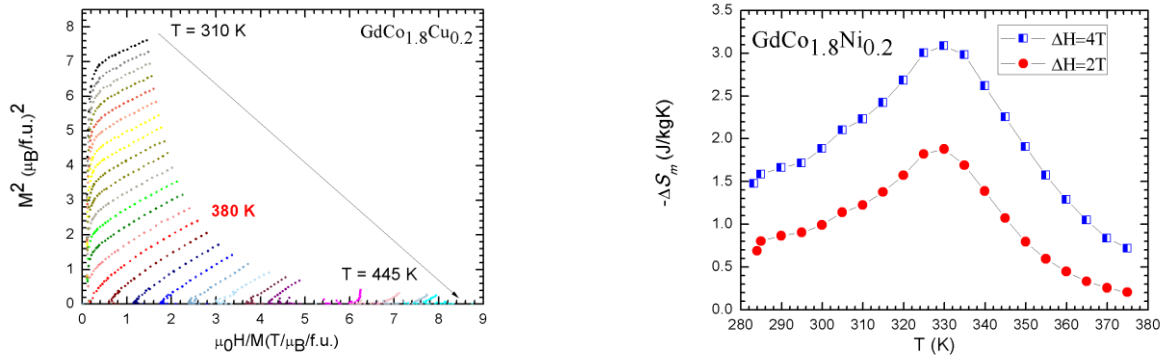 T = 310 K
GdCo1.8Cu0.2
380 K
T = 445 K
8
7
6
5
4
3
2
1
0
0 1 2 3 4 5 6 7 8 9
M² (μB/f.u.)²
μ0H/M(T/μB/f.u.)
GdCo1.8Ni0.2
ΔH=4T
ΔH=2T
3.5
3.0
2.5
2.0
1.5
1.0
0.5
0.0
280 290 300 310 320 330 340 350 360 370 380
-ΔSm (J/kgK)
T (K)